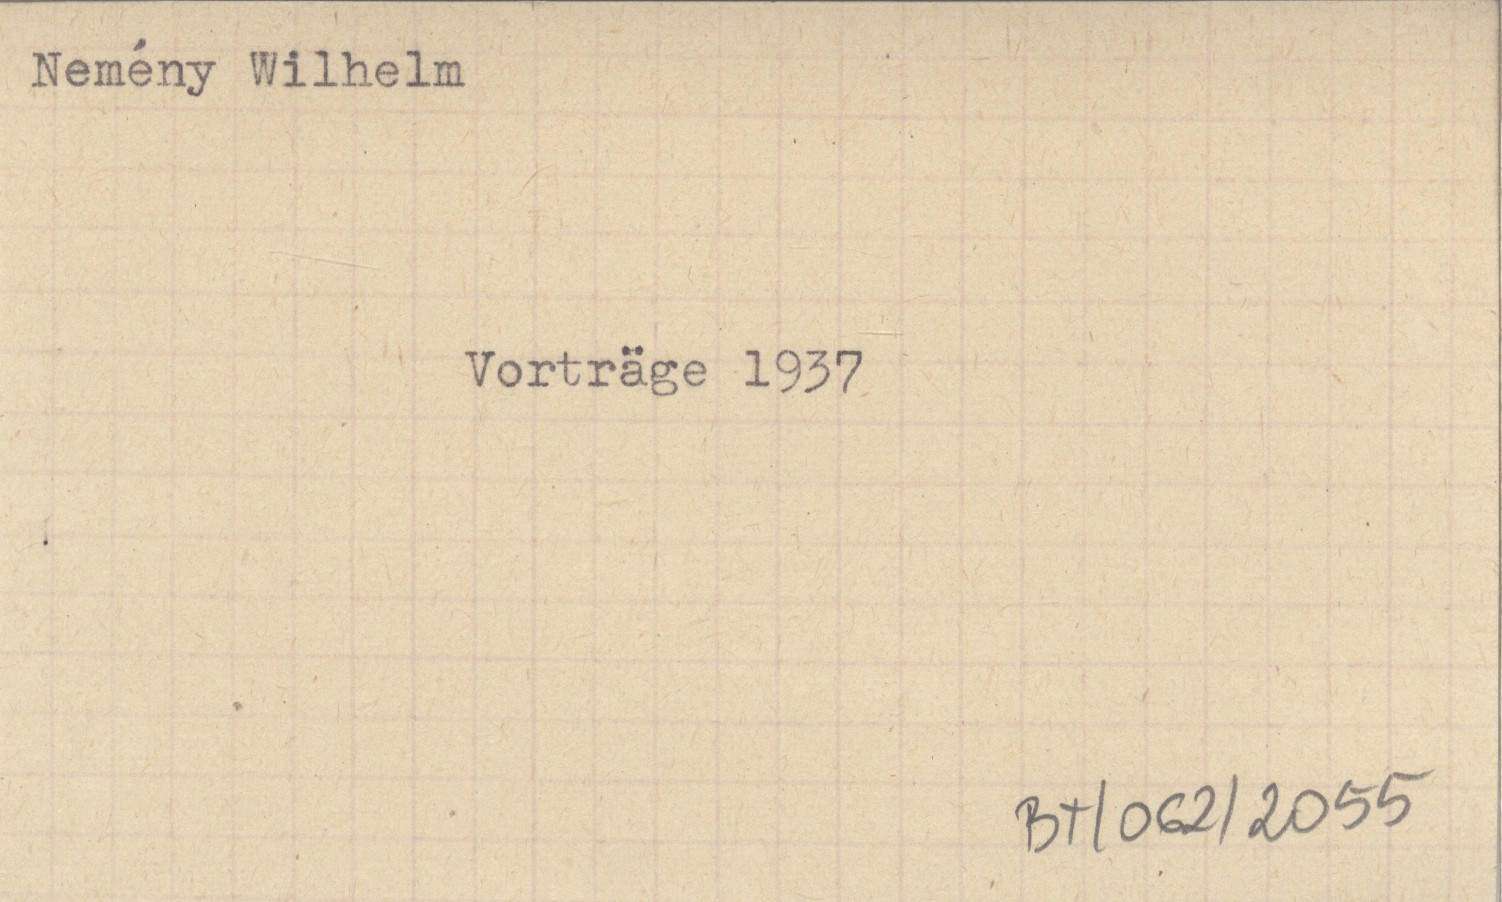 Nemény Wilhelm
Vorträge 1937
Bt/062/2055